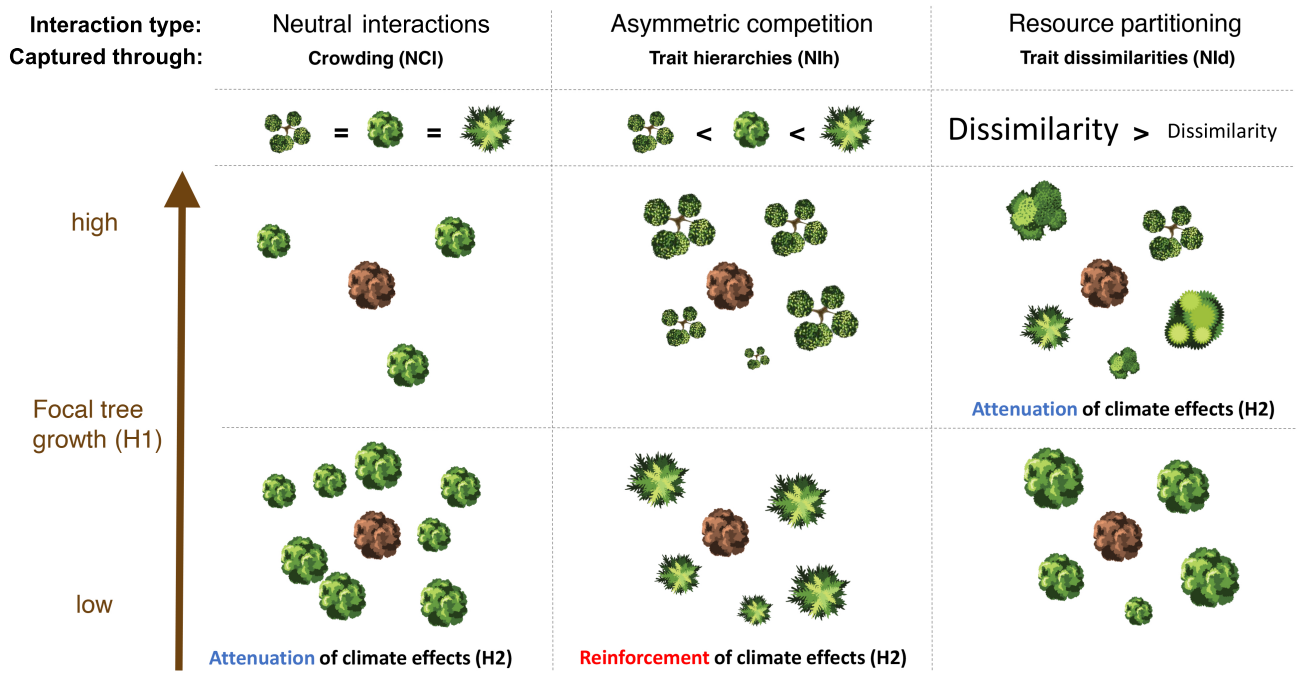 Interaction type: Neutral interactions Asymmetric competition Resource partitioning
Captured through: Crowding (NCI) Trait hierarchies (NIh) Trait dissimilarities (NId)
= = < < Dissimilarity > Dissimilarity
high
Attenuation of climate effects (H2)
Focal tree
growth (H1)
low
Attenuation of climate effects (H2) Reinforcement of climate effects (H2)